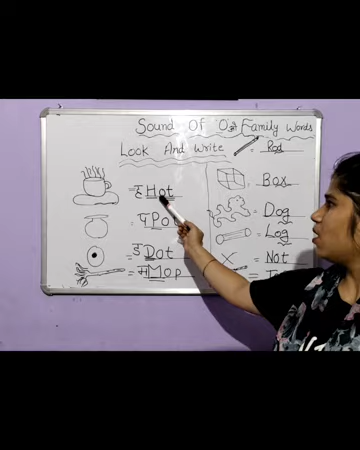 Sound Of 'O' ऑ Family Words
Look And Write
= Rod
= ह Hot
= प Pot
= ड Dot
= म Mop
= Box
= Dog
= Log
= Not